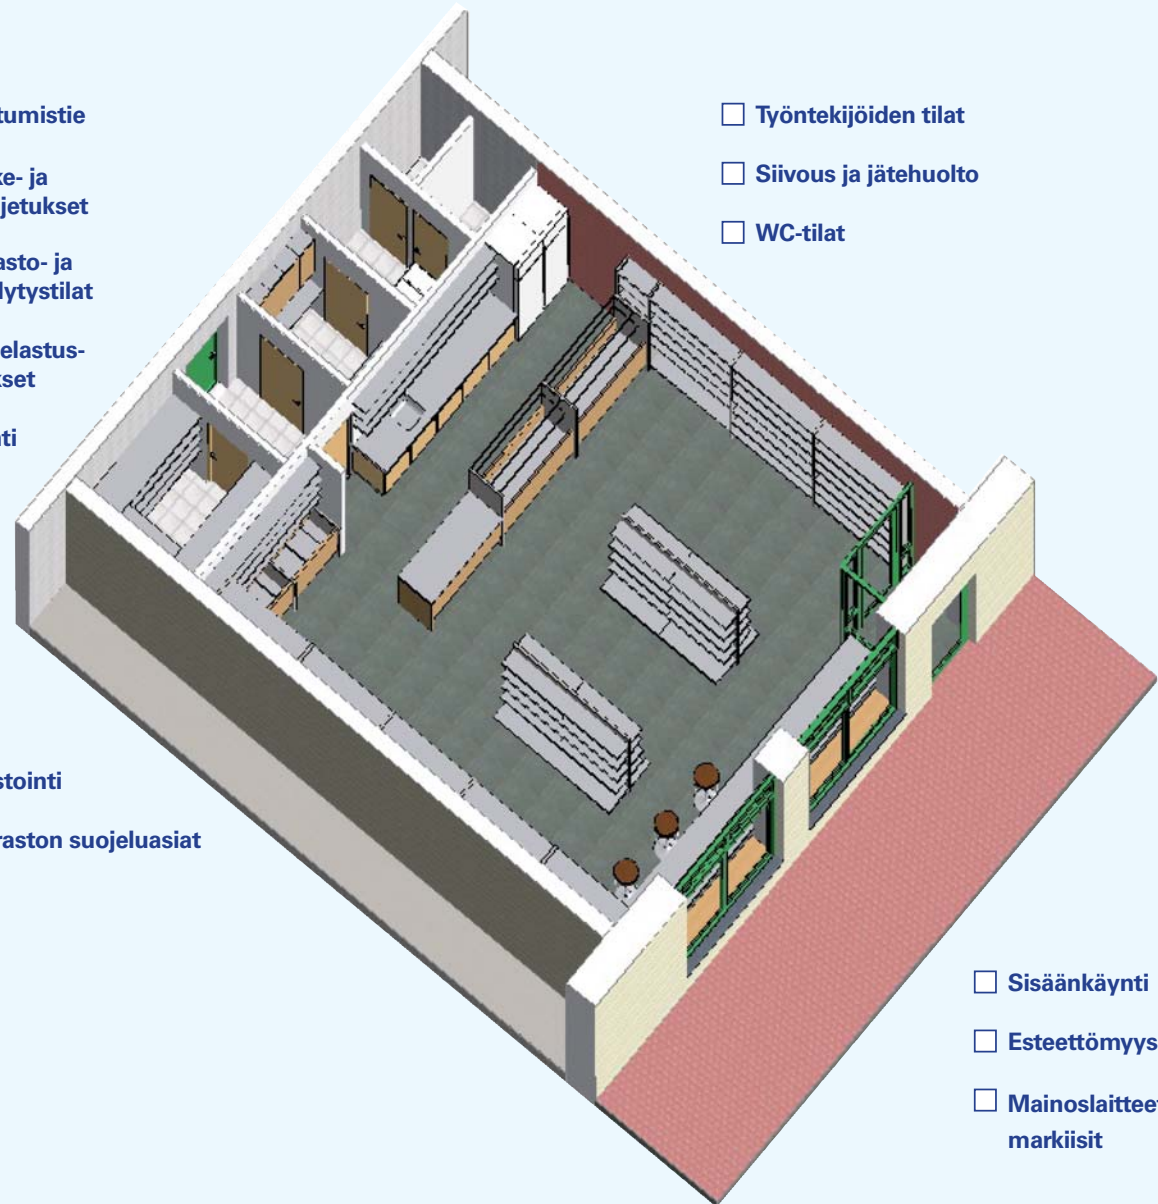 tumistie
ke- ja
jetukset
asto- ja
lytystilat
elastus-
kset
nti
stointi
raston suojeluasiat
Työntekijöiden tilat
Siivous ja jätehuolto
WC-tilat
Sisäänkäynti
Esteettömyys
Mainoslaitteet
markiisit